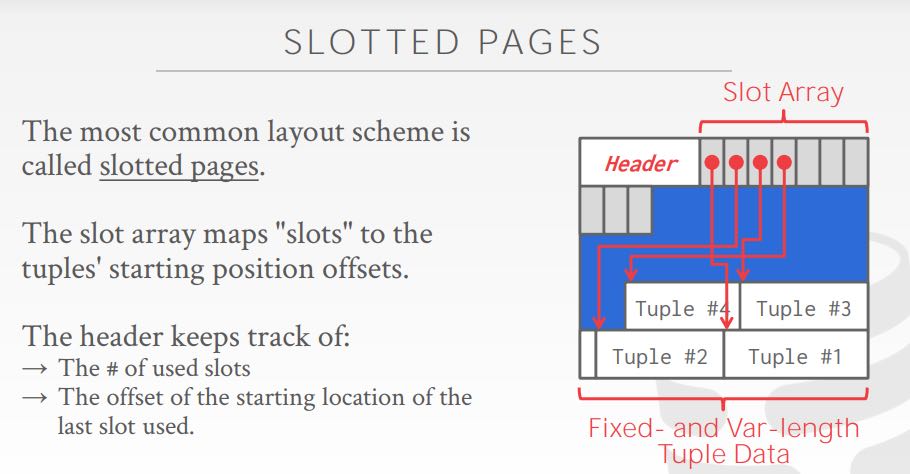 SLOTTED PAGES
The most common layout scheme is
called slotted pages.
The slot array maps "slots" to the
tuples' starting position offsets.
The header keeps track of:
→ The # of used slots
→ The offset of the starting location of the
last slot used.
Slot Array
Header
Tuple #4
Tuple #3
Tuple #2
Tuple #1
Fixed- and Var-length
Tuple Data